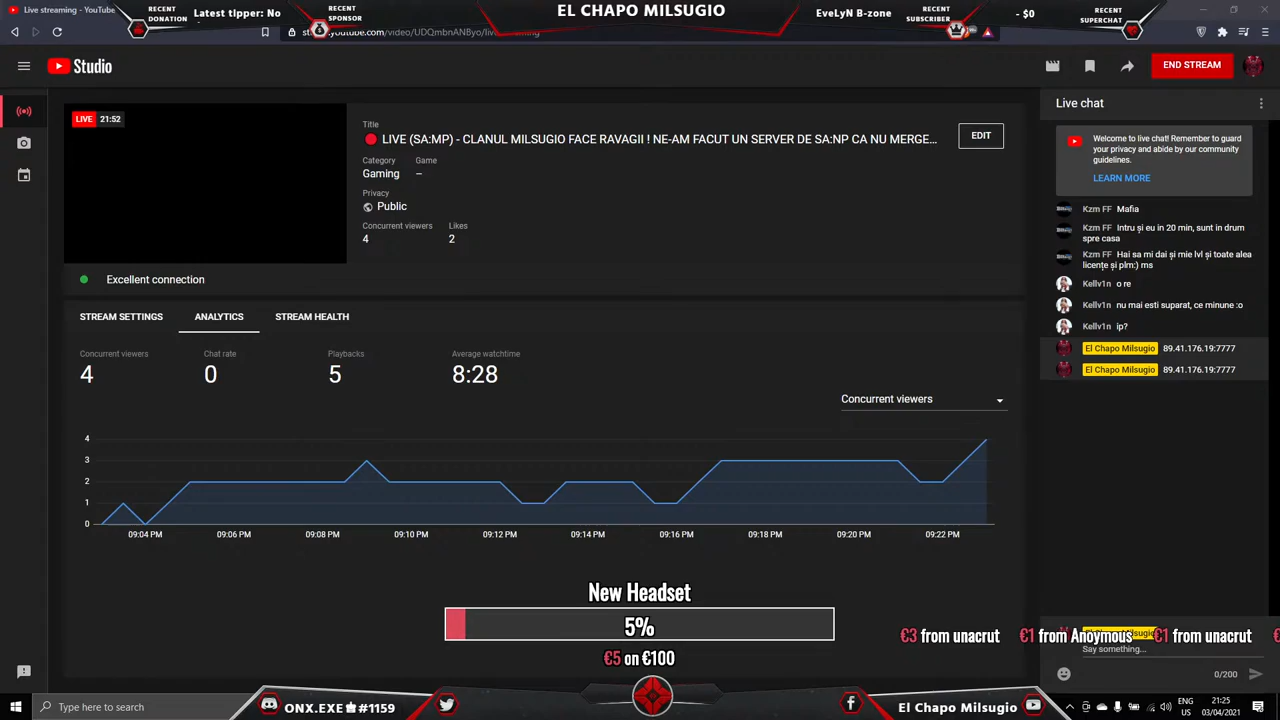 Live streaming - YouTube
RECENT
DONATION
Latest tipper: No
RECENT
SPONSOR
EL CHAPO MILSUGIO
EveLyN B-zone
RECENT
SUBSCRIBER
- $0
RECENT
SUPERCHAT
Studio
END STREAM
LIVE 21:52
Title
LIVE (SA:MP) - CLANUL MILSUGIO FACE RAVAGII ! NE-AM FACUT UN SERVER DE SA:NP CA NU MERGE...
EDIT
Category Game
Gaming –
Privacy
Public
Concurrent viewers Likes
4 2
Excellent connection
STREAM SETTINGS ANALYTICS STREAM HEALTH
Concurrent viewers Chat rate Playbacks Average watchtime
4 0 5 8:28
Concurrent viewers
4
3
2
1
0
09:04 PM 09:06 PM 09:08 PM 09:10 PM 09:12 PM 09:14 PM 09:16 PM 09:18 PM 09:20 PM 09:22 PM
Live chat
Welcome to live chat! Remember to guard
your privacy and abide by our community
guidelines.
LEARN MORE
Kzm FF Mafia
Kzm FF Intru și eu in 20 min, sunt in drum
spre casa
Kzm FF Hai sa mi dai și mie lvl și toate alea
licențe și plm:) ms
Kellv1n o re
Kellv1n nu mai esti suparat, ce minune :o
Kellv1n ip?
El Chapo Milsugio 89.41.176.19:7777
El Chapo Milsugio 89.41.176.19:7777
New Headset
5%
€5 on €100
€3 from unacrut €1 from Anoymous €1 from unacrut
El Chapo Milsugio
Say something...
0/200
Type here to search
ONX.EXE #1159
El Chapo Milsugio
ENG
US
21:25
03/04/2021